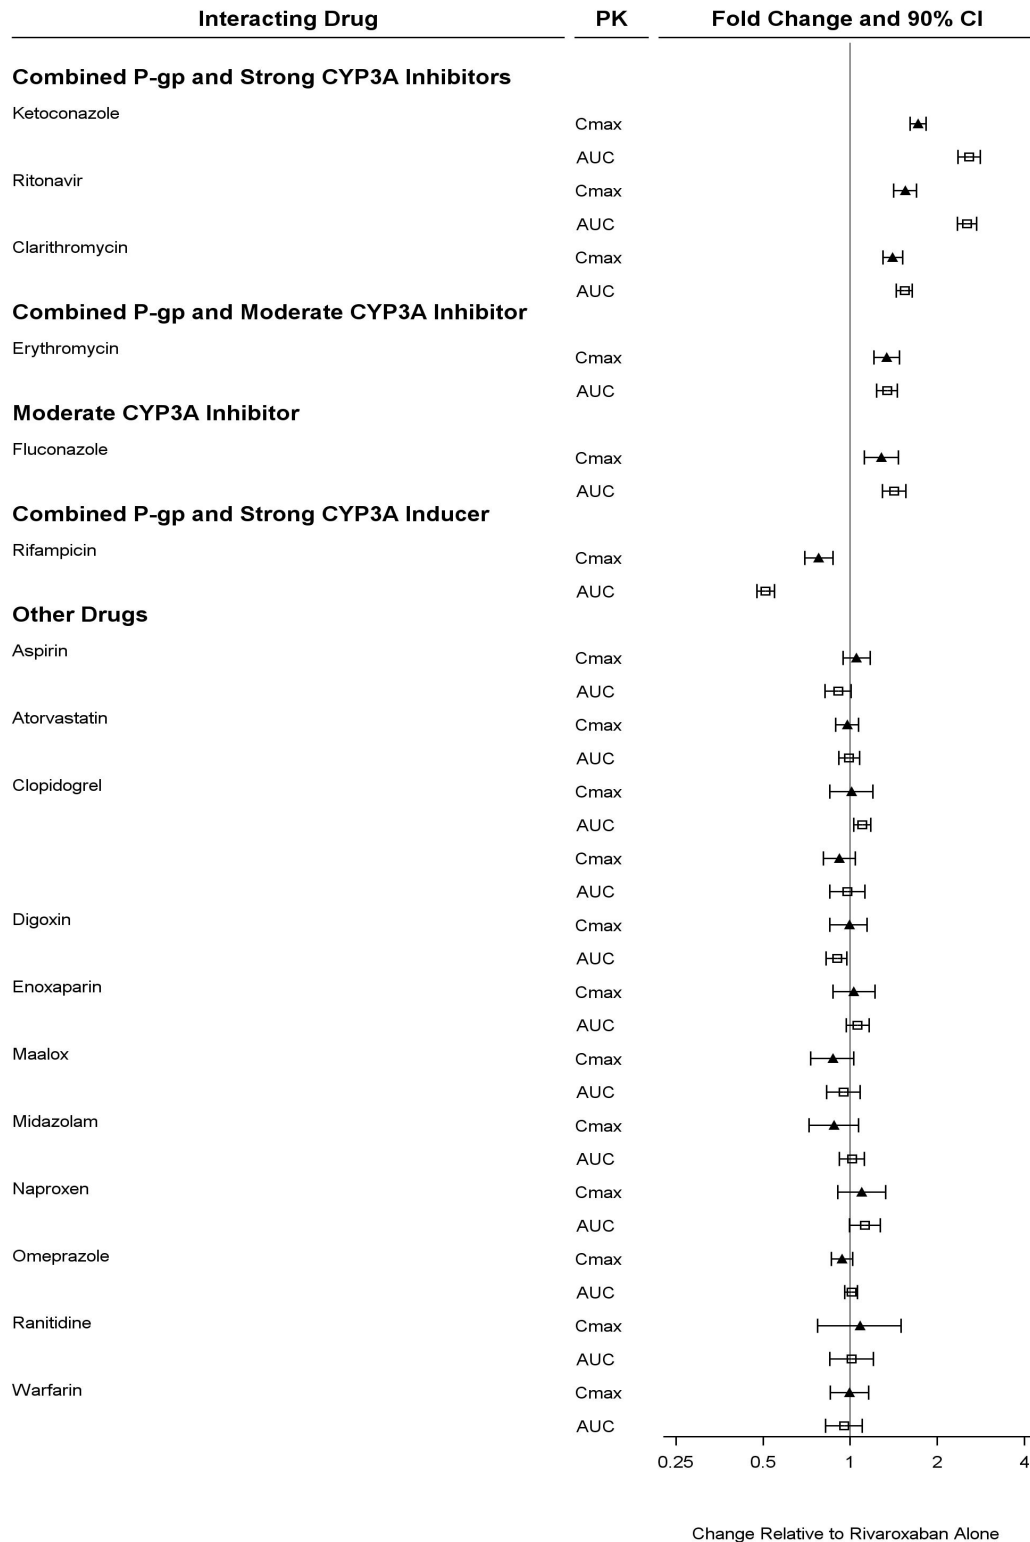 Interacting Drug PK Fold Change and 90% CI
Combined P-gp and Strong CYP3A Inhibitors
Ketoconazole
Cmax
AUC
Ritonavir
Cmax
AUC
Clarithromycin
Cmax
AUC
Combined P-gp and Moderate CYP3A Inhibitor
Erythromycin
Cmax
AUC
Moderate CYP3A Inhibitor
Fluconazole
Cmax
AUC
Combined P-gp and Strong CYP3A Inducer
Rifampicin
Cmax
AUC
Other Drugs
Aspirin
Cmax
AUC
Atorvastatin
Cmax
AUC
Clopidogrel
Cmax
AUC
Cmax
AUC
Digoxin
Cmax
AUC
Enoxaparin
Cmax
AUC
Maalox
Cmax
AUC
Midazolam
Cmax
AUC
Naproxen
Cmax
AUC
Omeprazole
Cmax
AUC
Ranitidine
Cmax
AUC
Warfarin
Cmax
AUC
0.25 0.5 1 2 4
Change Relative to Rivaroxaban Alone